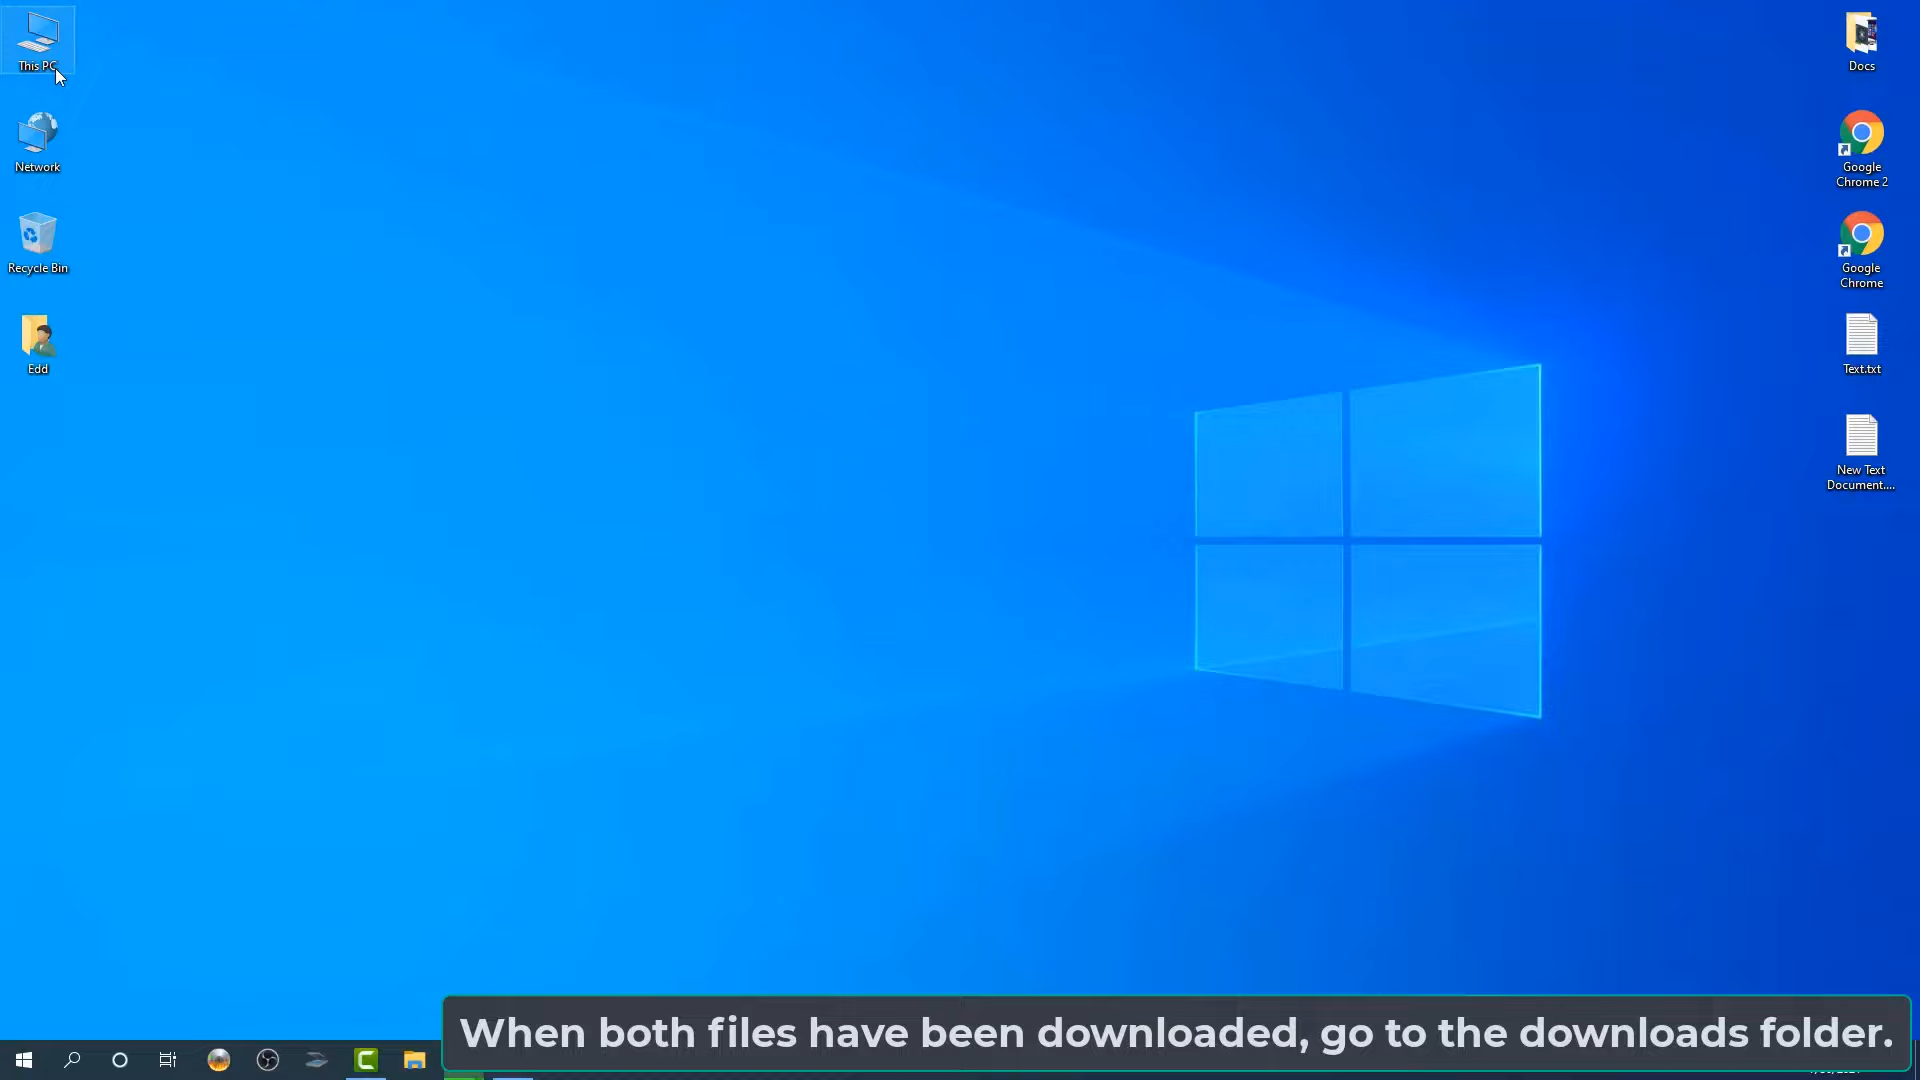 This PC
Network
Recycle Bin
Edd
Docs
Google
Chrome 2
Google
Chrome
Text.txt
New Text
Document....
When both files have been downloaded, go to the downloads folder.